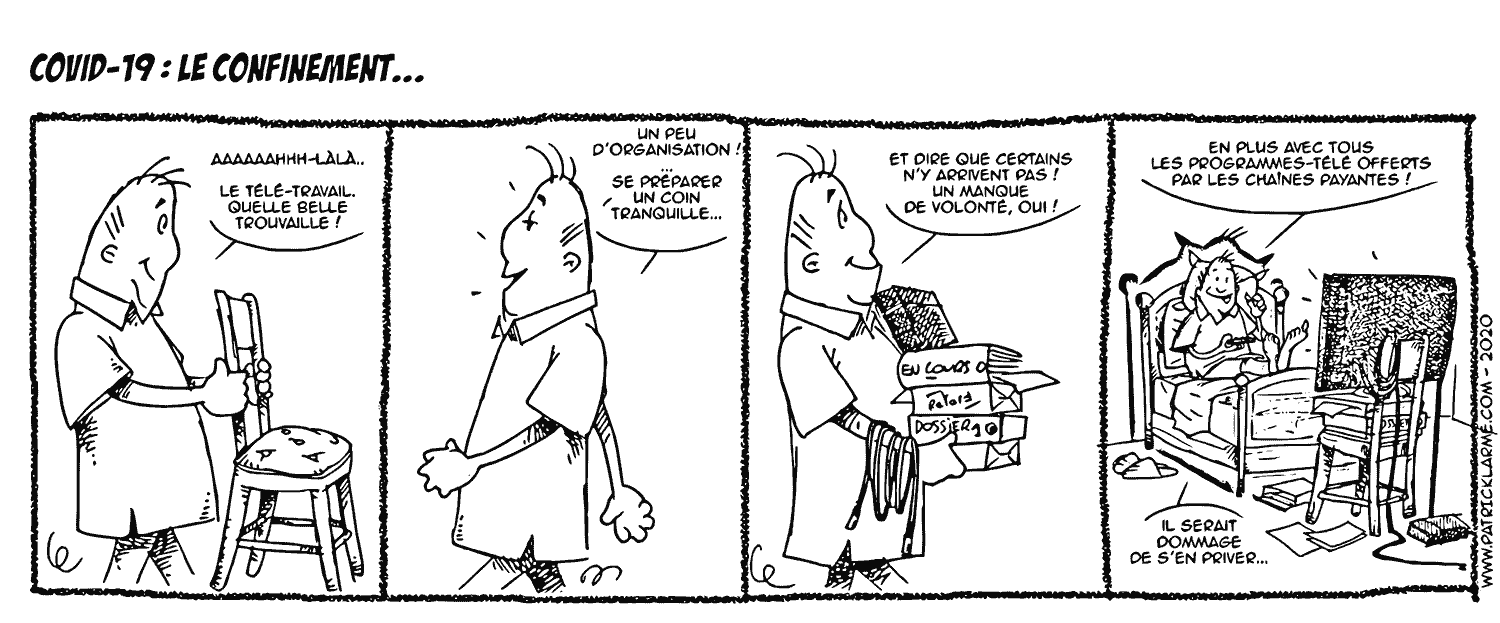 COVID-19 : LE CONFINEMENT...
AAAAAAHHH-LÀLÀ..
LE TÉLÉ-TRAVAIL.
QUELLE BELLE
TROUVAILLE !
UN PEU
D'ORGANISATION !
...
SE PRÉPARER
UN COIN
TRANQUILLE...
ET DIRE QUE CERTAINS
N'Y ARRIVENT PAS !
UN MANQUE
DE VOLONTÉ, OUI !
EN COURS
Retard
DOSSIER 1
EN PLUS AVEC TOUS
LES PROGRAMMES-TÉLÉ OFFERTS
PAR LES CHAÎNES PAYANTES !
IL SERAIT
DOMMAGE
DE S'EN PRIVER...
WWW.PATRICKLARME.COM - 2020